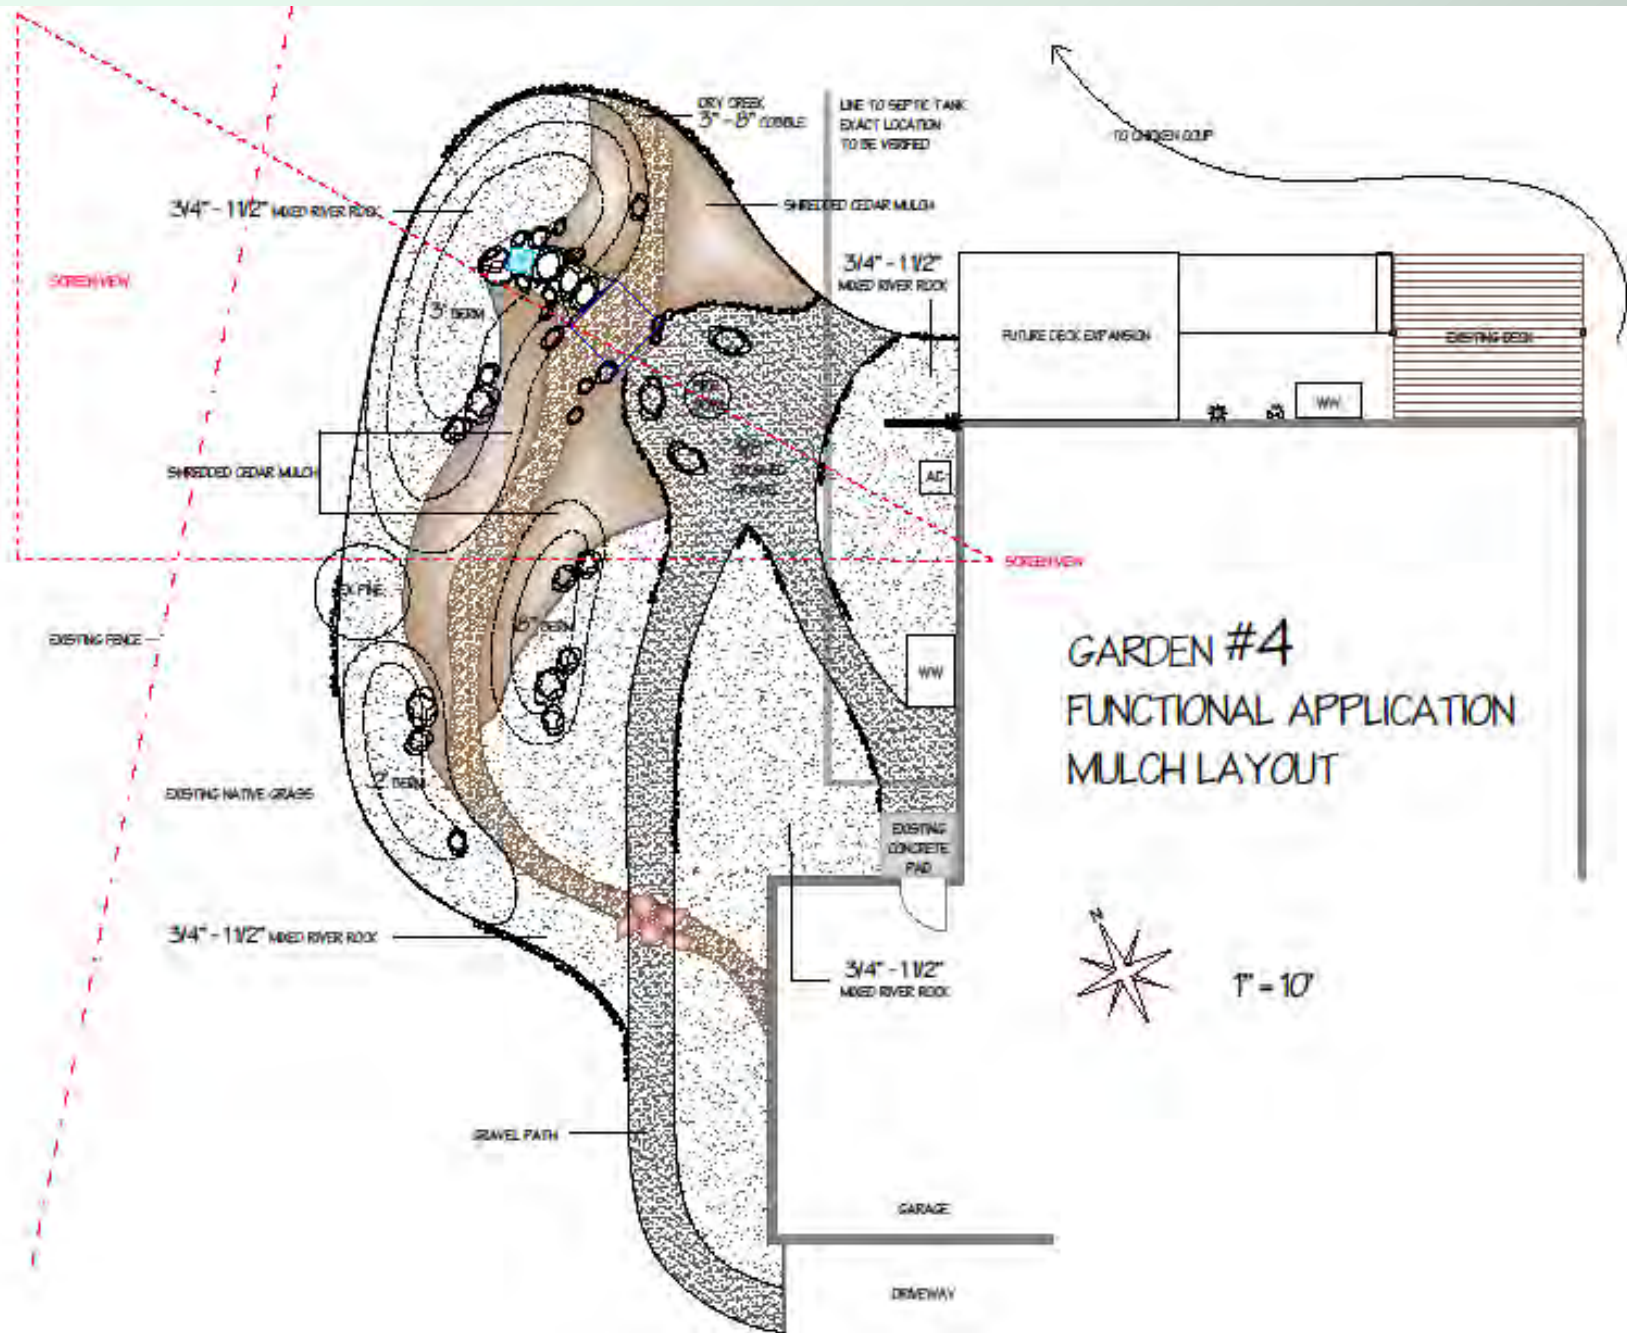 DRY CREEK
3" - 8" COBBLE
LINE TO SEPTIC TANK
EXACT LOCATION
TO BE VERIFIED
TO CHICKEN COUP
3/4" - 1 1/2" MIXED RIVER ROCK
SHREDDED CEDAR MULCH
3/4" - 1 1/2"
MIXED RIVER ROCK
SCREEN VIEW
3' BERM
FUTURE DECK EXPANSION
EXISTING DECK
WW
SHREDDED CEDAR MULCH
CRUSHED
GRAVEL
AC
SCREEN VIEW
EX PINE
18" BERM
EXISTING FENCE
WW
GARDEN #4
FUNCTIONAL APPLICATION
MULCH LAYOUT
2' BERM
EXISTING NATIVE GRASS
EXISTING
CONCRETE
PAD
3/4" - 1 1/2" MIXED RIVER ROCK
3/4" - 1 1/2"
MIXED RIVER ROCK
N
1" = 10'
GRAVEL PATH
GARAGE
DRIVEWAY